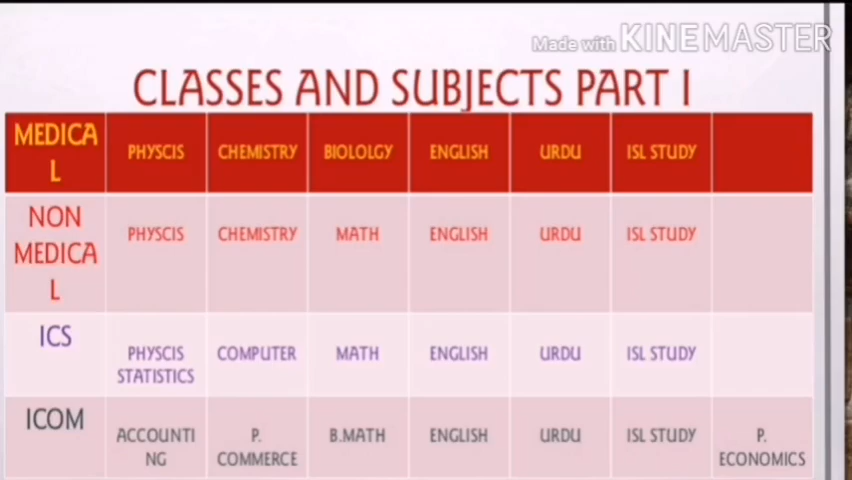 Made with KINEMASTER
CLASSES AND SUBJECTS PART I
MEDICA
L
PHYSCIS
CHEMISTRY
BIOLOLGY
ENGLISH
URDU
ISL STUDY
NON
MEDICA
L
PHYSCIS
CHEMISTRY
MATH
ENGLISH
URDU
ISL STUDY
ICS
PHYSCIS
STATISTICS
COMPUTER
MATH
ENGLISH
URDU
ISL STUDY
ICOM
ACCOUNTI
NG
P.
COMMERCE
B.MATH
ENGLISH
URDU
ISL STUDY
P.
ECONOMICS